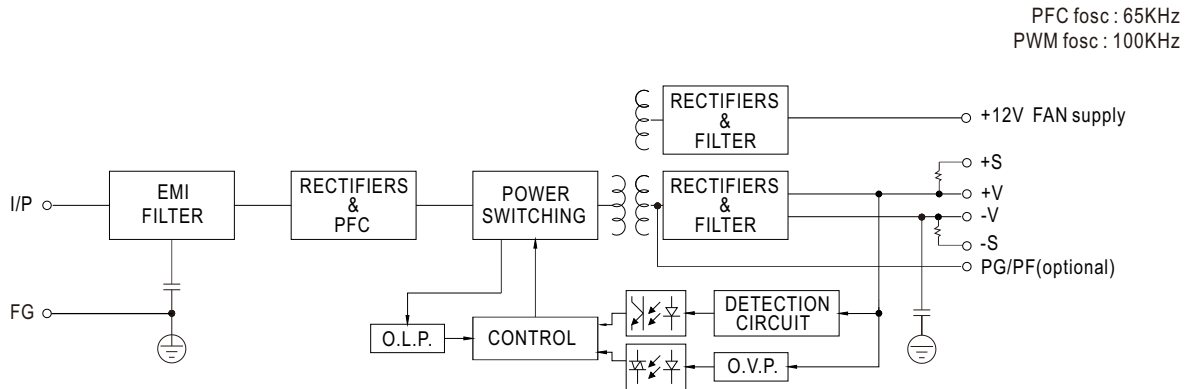 PFC fosc : 65KHz
PWM fosc : 100KHz
RECTIFIERS
&
FILTER
+12V FAN supply
I/P
EMI
FILTER
RECTIFIERS
&
PFC
POWER
SWITCHING
RECTIFIERS
&
FILTER
+S
+V
-V
-S
PG/PF(optional)
FG
O.L.P.
CONTROL
DETECTION
CIRCUIT
O.V.P.